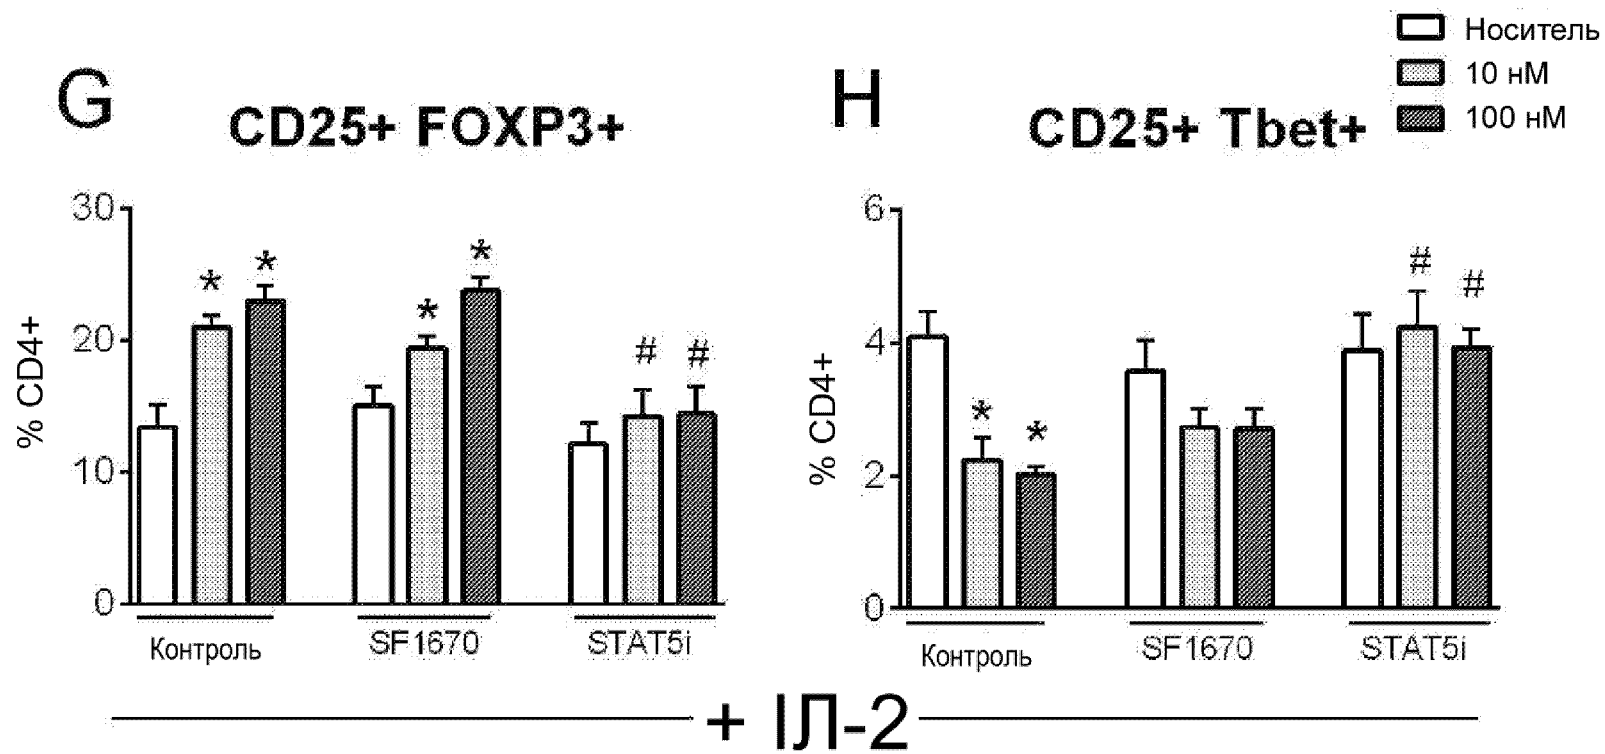 Носитель
10 нМ
100 нМ
G
CD25+ FOXP3+
% CD4+
30
20
10
0
* * * * # #
Контроль SF1670 STAT5i
H
CD25+ Tbet+
% CD4+
6
4
2
0
* * # #
Контроль SF1670 STAT5i
+ ІЛ-2